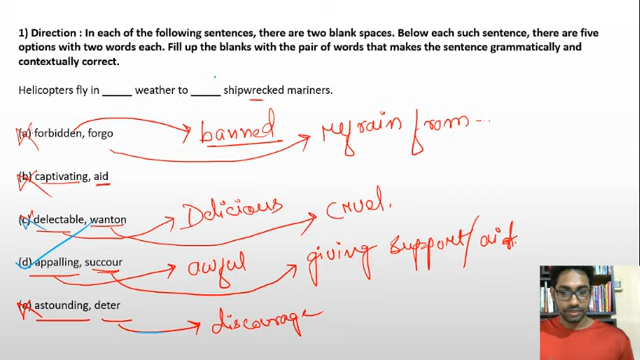 1) Direction : In each of the following sentences, there are two blank spaces. Below each such sentence, there are five
options with two words each. Fill up the blanks with the pair of words that makes the sentence grammatically and
contextually correct.
Helicopters fly in _____ weather to _____ shipwrecked mariners.
(a) forbidden, forgo banned refrain from --
(b) captivating, aid
(c) delectable, wanton Delicious cruel.
(d) appalling, succour awful giving support/aid
(e) astounding, deter discourage